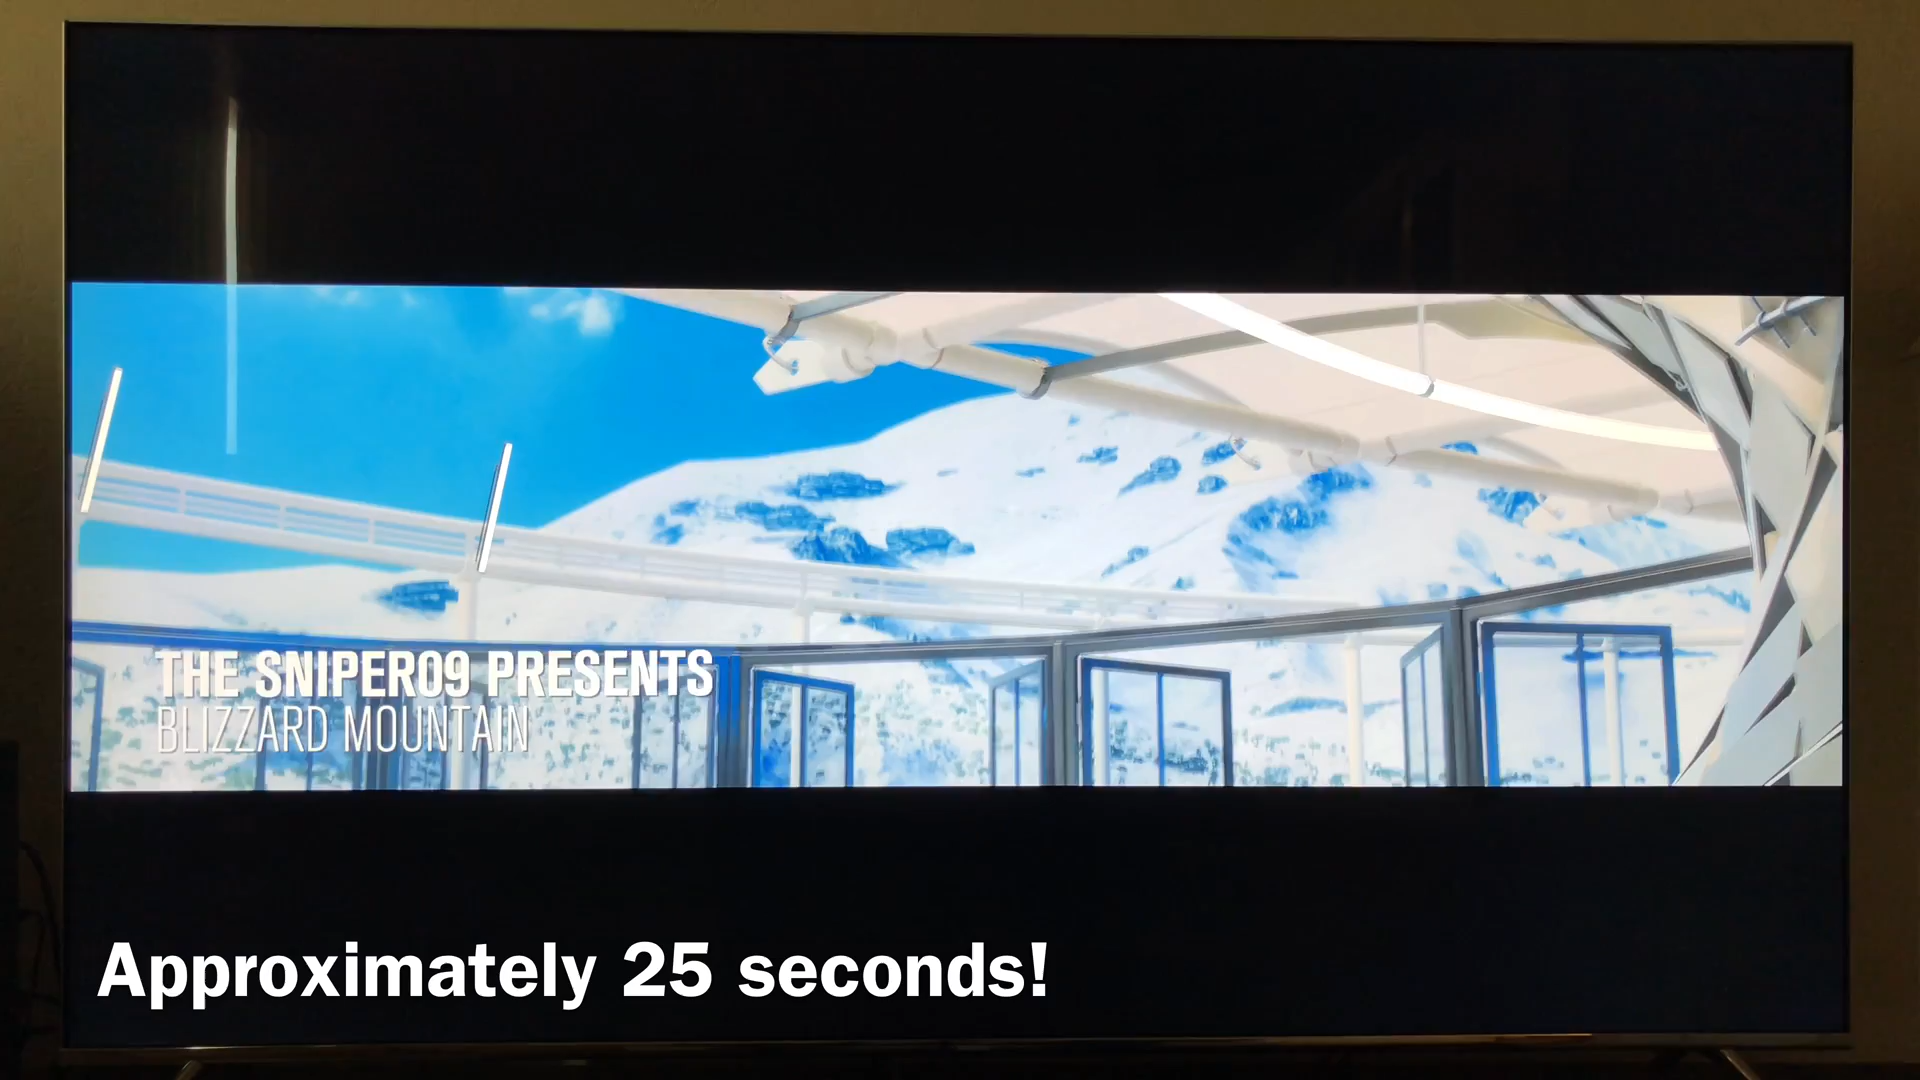 THE SNIPER09 PRESENTS
BLIZZARD MOUNTAIN
Approximately 25 seconds!